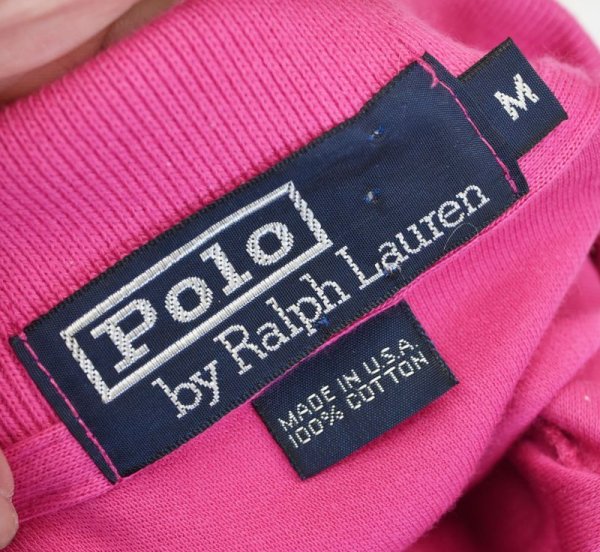 Polo
by Ralph Lauren
M
MADE IN U.S.A.
100% COTTON